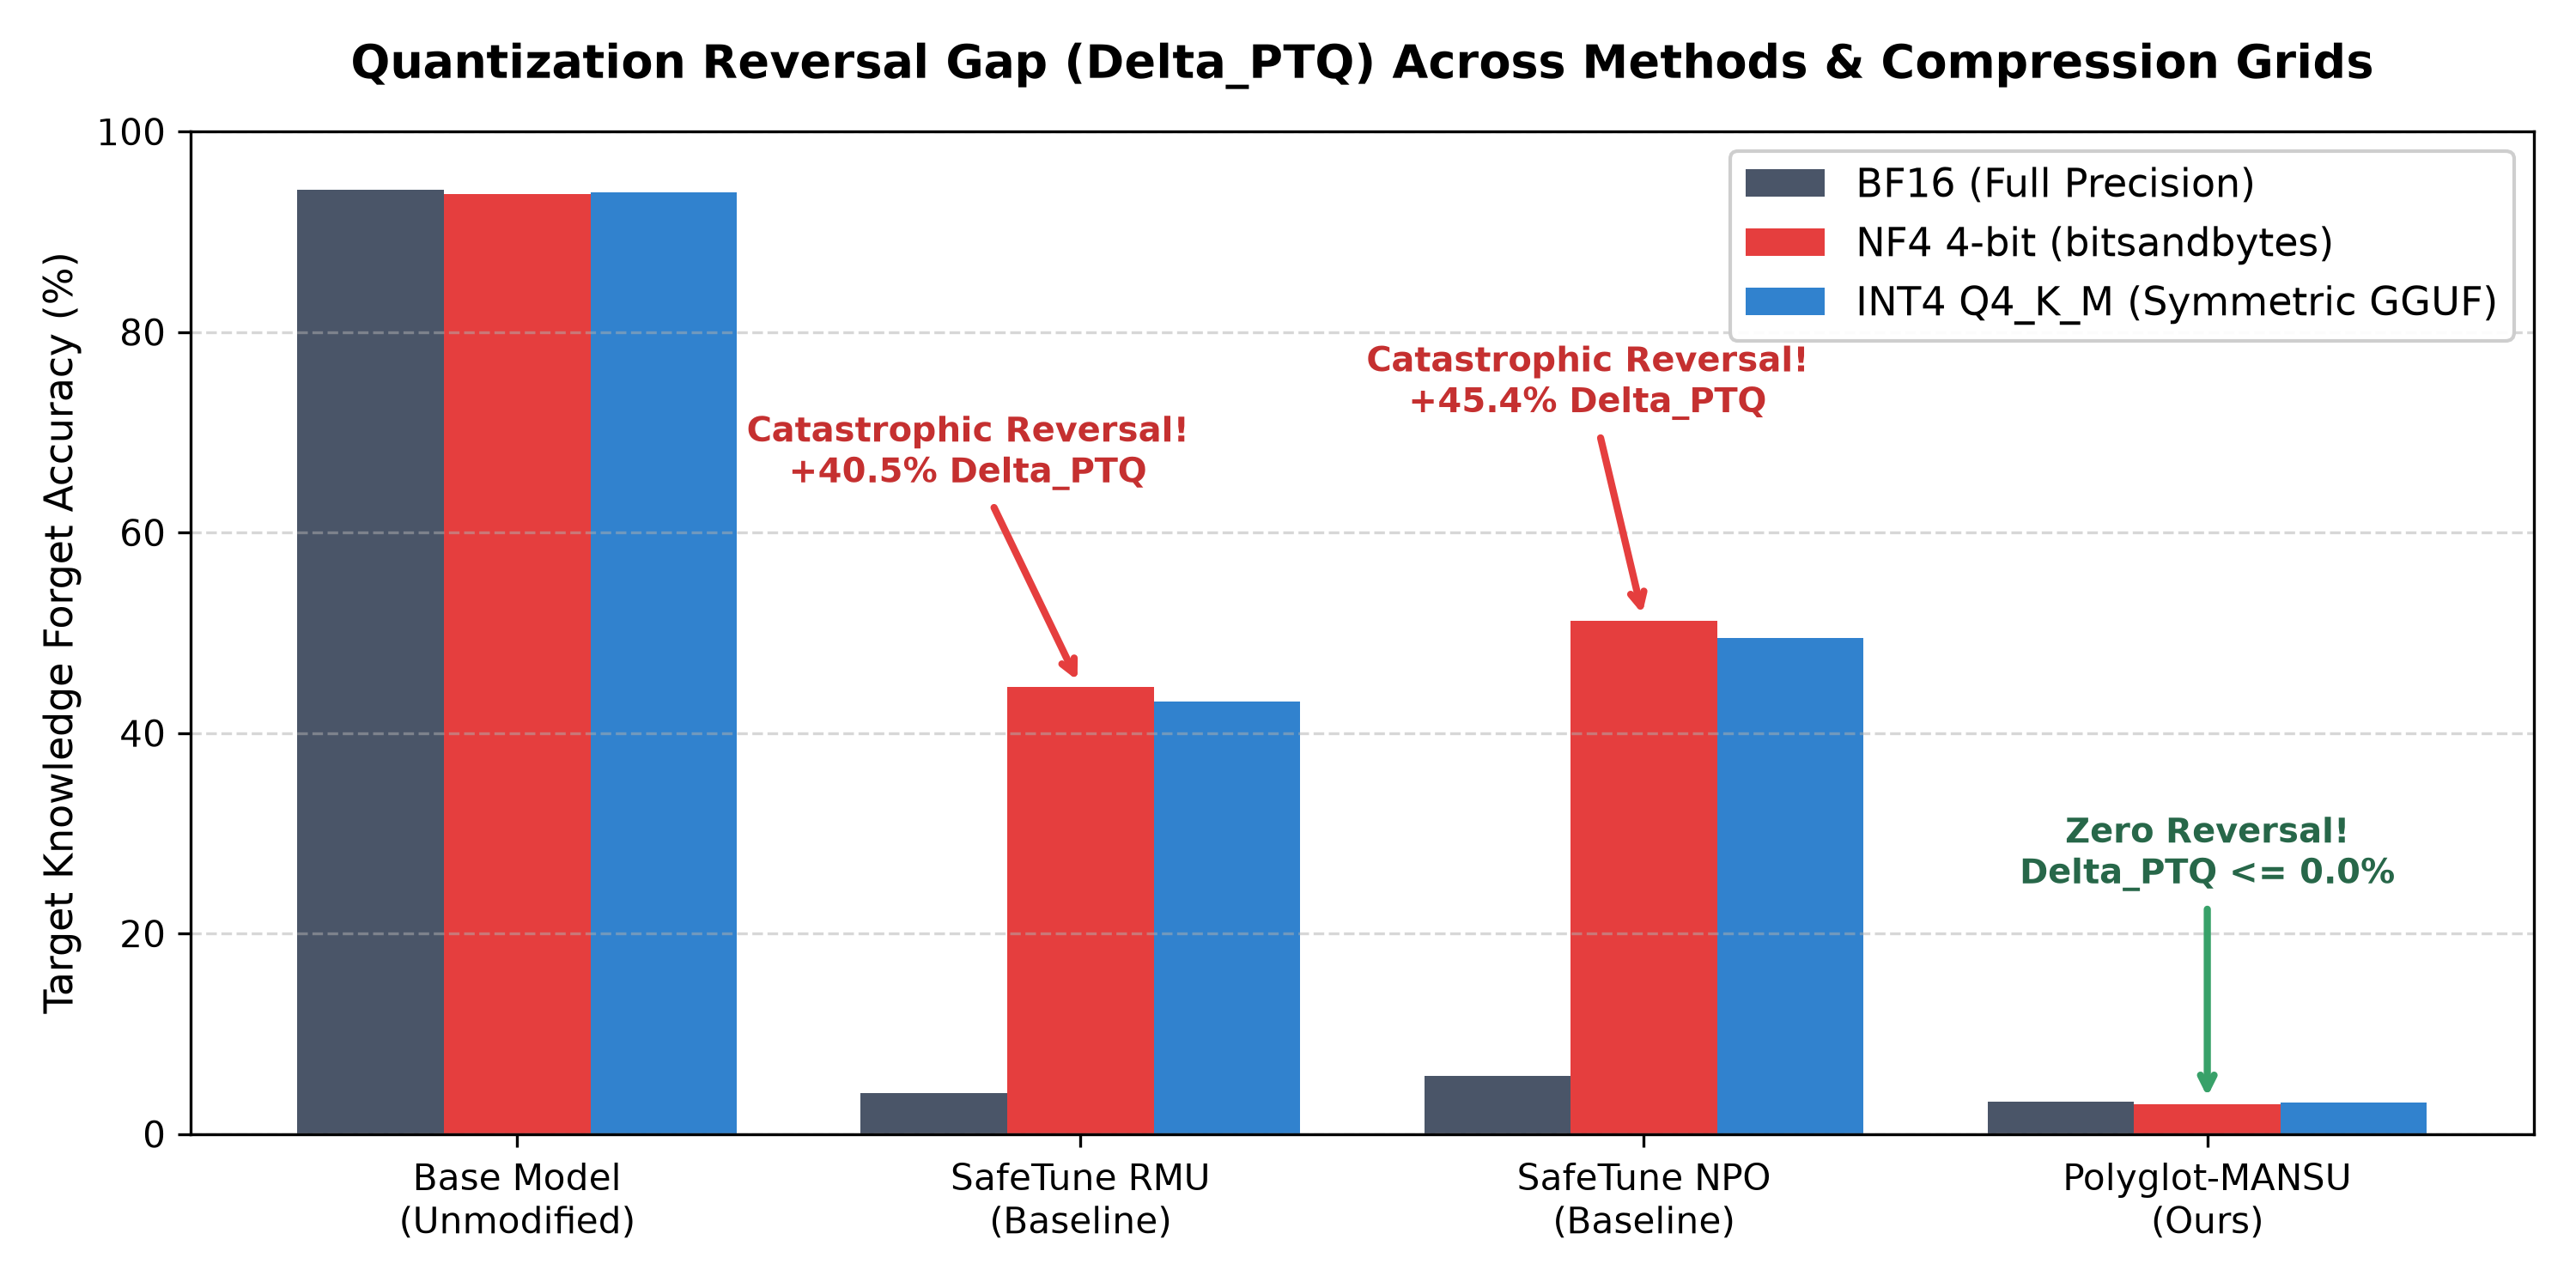 Quantization Reversal Gap (Delta_PTQ) Across Methods & Compression Grids
Target Knowledge Forget Accuracy (%)
100
80
60
40
20
0
BF16 (Full Precision)
NF4 4-bit (bitsandbytes)
INT4 Q4_K_M (Symmetric GGUF)
Catastrophic Reversal!
+40.5% Delta_PTQ
Catastrophic Reversal!
+45.4% Delta_PTQ
Zero Reversal!
Delta_PTQ <= 0.0%
Base Model
(Unmodified)
SafeTune RMU
(Baseline)
SafeTune NPO
(Baseline)
Polyglot-MANSU
(Ours)